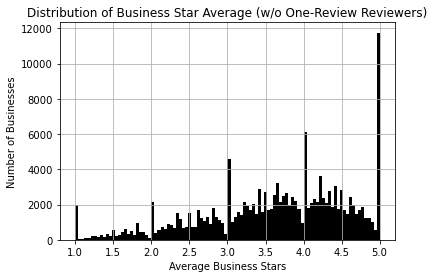 Distribution of Business Star Average (w/o One-Review Reviewers)
12000
10000
8000
6000
4000
2000
0
Number of Businesses
1.0 1.5 2.0 2.5 3.0 3.5 4.0 4.5 5.0
Average Business Stars